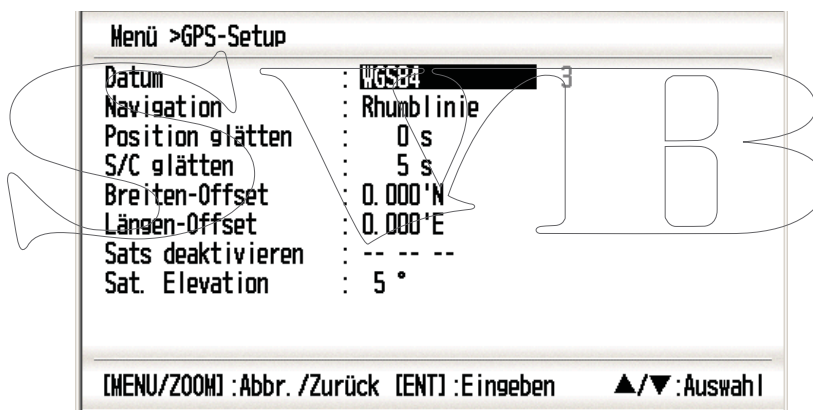 Menü >GPS-Setup
Datum : WGS84 3
Navigation : Rhumblinie
Position glätten : 0 s
S/C glätten : 5 s
Breiten-Offset : 0.000'N
Längen-Offset : 0.000'E
Sats deaktivieren : -- -- --
Sat. Elevation : 5 °
[MENU/ZOOM]:Abbr./Zurück [ENT]:Eingeben ▲/▼:Auswahl
SVB